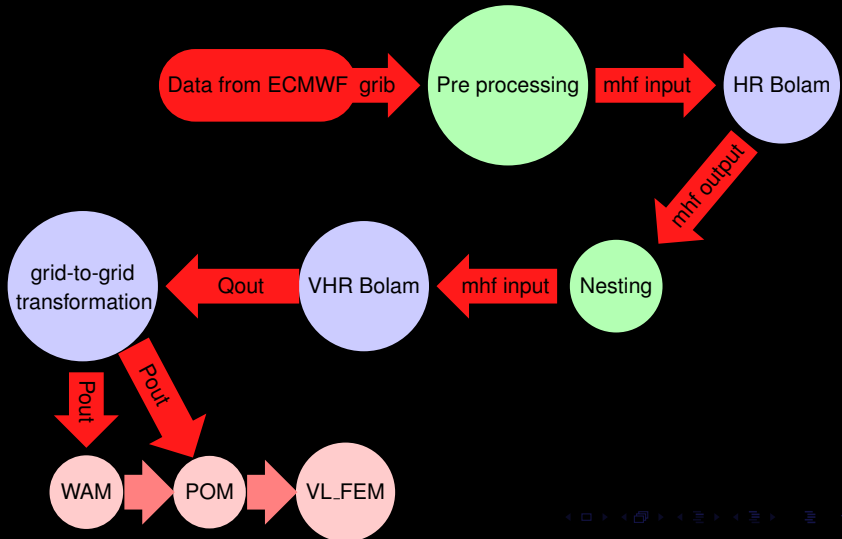 Data from ECMWF
grib
Pre processing
mhf input
HR Bolam
mhf output
Nesting
mhf input
VHR Bolam
Qout
grid-to-grid
transformation
Pout
Pout
WAM
POM
VL_FEM